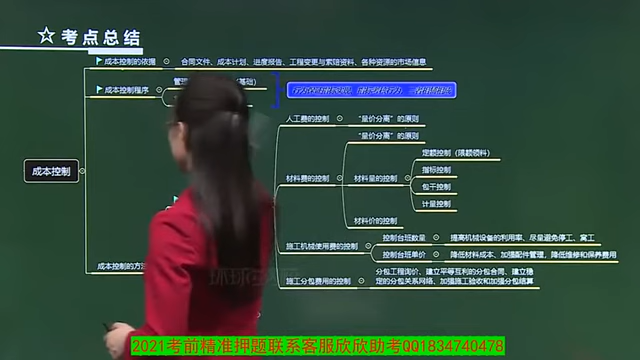 ☆考点总结
成本控制的依据
合同文件、成本计划、进度报告、工程变更与索赔资料、各种资源的市场信息
成本控制程序
管理
（基础）
人工费的控制
“量价分离”的原则
“量价分离”的原则
成本控制
材料费的控制
材料量的控制
定额控制（限额领料）
指标控制
包干控制
计量控制
材料价的控制
施工机械使用费的控制
控制台班数量
提高机械设备的利用率、尽量避免停工、窝工
控制台班单价
降低材料成本、加强配件管理、降低维修和保养费用
成本控制的方法
施工分包费用的控制
分包工程询价、建立平等互利的分包合同、建立稳
定的分包关系网络、加强施工验收和加强分包结算
2021考前精准押题联系客服欣欣助考QQ1834740478